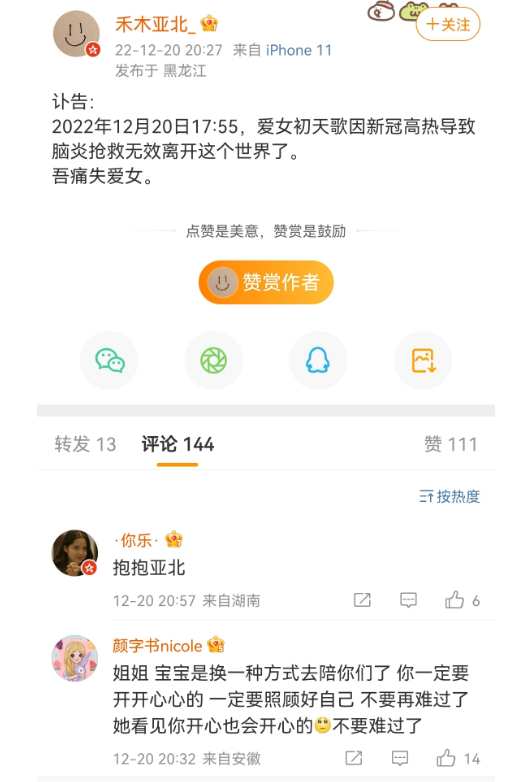 禾木亚北_
+关注
22-12-20 20:27 来自 iPhone 11
发布于 黑龙江
讣告：
2022年12月20日17:55，爱女初天歌因新冠高热导致
脑炎抢救无效离开这个世界了。
吾痛失爱女。
点赞是美意，赞赏是鼓励
赞赏作者
转发 13 评论 144 赞 111
按热度
·你乐·
抱抱亚北
12-20 20:57 来自湖南 6
颜字书nicole
姐姐 宝宝是换一种方式去陪你们了 你一定要
开开心心的 一定要照顾好自己 不要再难过了
她看见你开心也会开心的🥺不要难过了
12-20 20:32 来自安徽 14